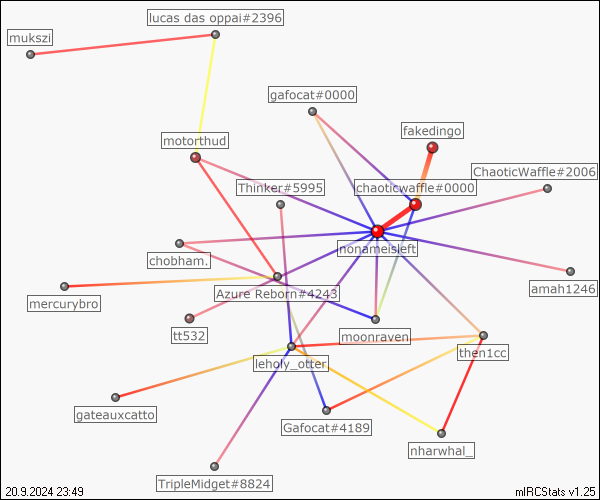 lucas das oppai#2396
mukszi
gafocat#0000
fakedingo
motorthud
ChaoticWaffle#2006
Thinker#5995
chaoticwaffle#0000
nonameisleft
chobham.
amah1246
Azure Reborn#4243
mercurybro
tt532
moonraven
then1cc
leholy_otter
gateauxcatto
Gafocat#4189
nharwhal_
TripleMidget#8824
20.9.2024 23:49
mIRCStats v1.25